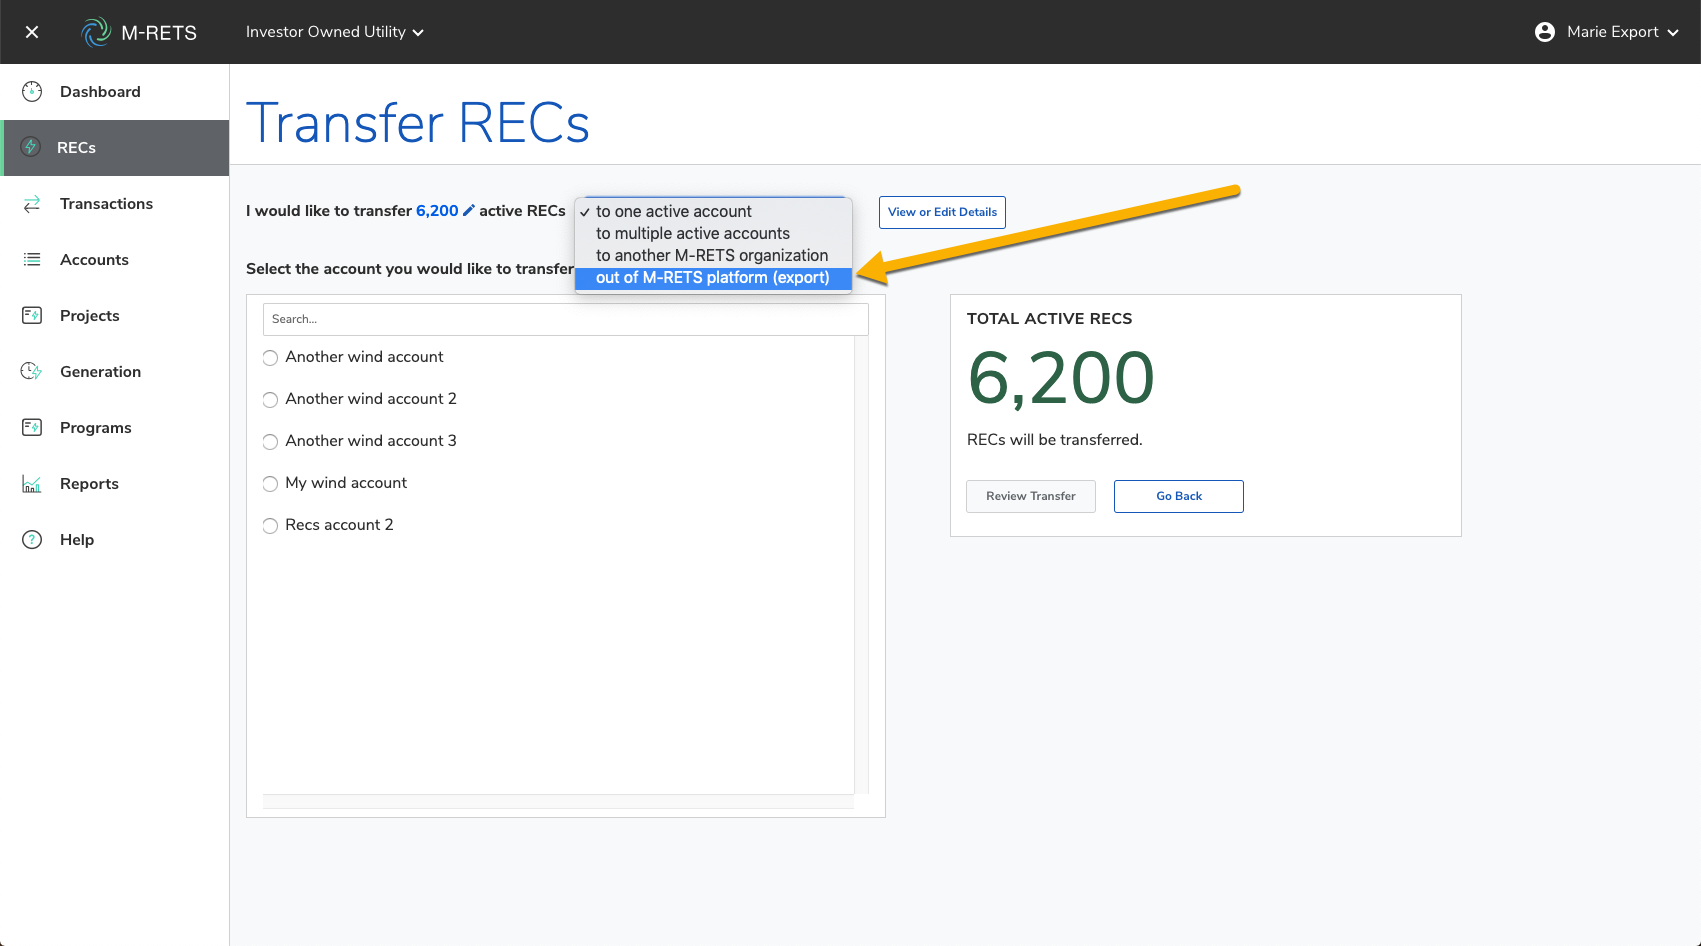 M-RETS
Investor Owned Utility
Marie Export
Dashboard
RECs
Transactions
Accounts
Projects
Generation
Programs
Reports
Help
Transfer RECs
I would like to transfer 6,200 active RECs
to one active account
to multiple active accounts
to another M-RETS organization
out of M-RETS platform (export)
View or Edit Details
Select the account you would like to transfer
Search...
Another wind account
Another wind account 2
Another wind account 3
My wind account
Recs account 2
TOTAL ACTIVE RECS
6,200
RECs will be transferred.
Review Transfer
Go Back